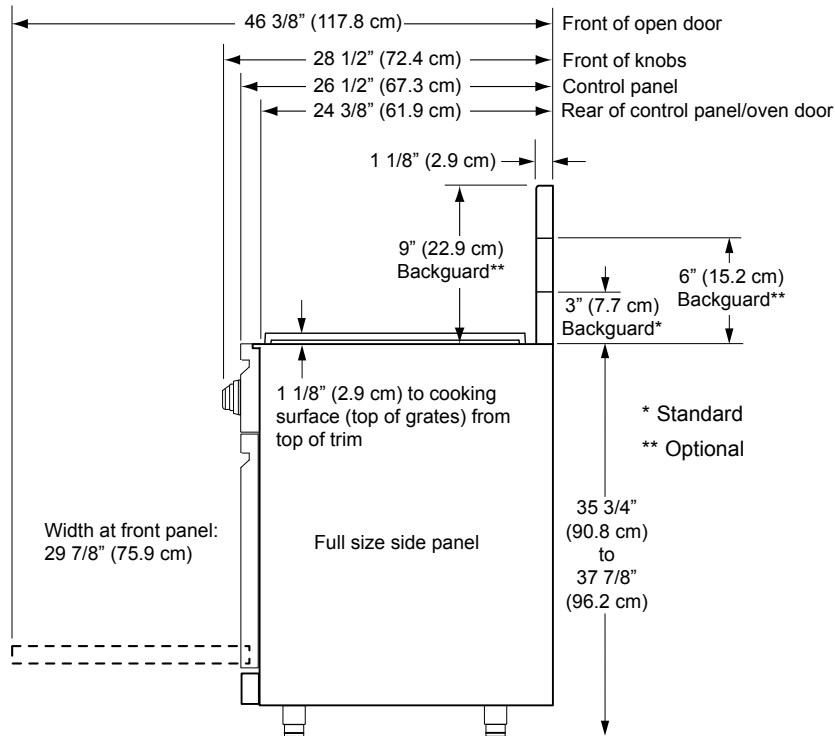 46 3/8” (117.8 cm)
Front of open door
28 1/2” (72.4 cm)
Front of knobs
26 1/2” (67.3 cm)
Control panel
24 3/8” (61.9 cm)
Rear of control panel/oven door
1 1/8” (2.9 cm)
9” (22.9 cm)
Backguard**
6” (15.2 cm)
Backguard**
3” (7.7 cm)
Backguard*
1 1/8” (2.9 cm) to cooking
surface (top of grates) from
top of trim
* Standard
** Optional
35 3/4”
(90.8 cm)
to
37 7/8”
(96.2 cm)
Width at front panel:
29 7/8” (75.9 cm)
Full size side panel